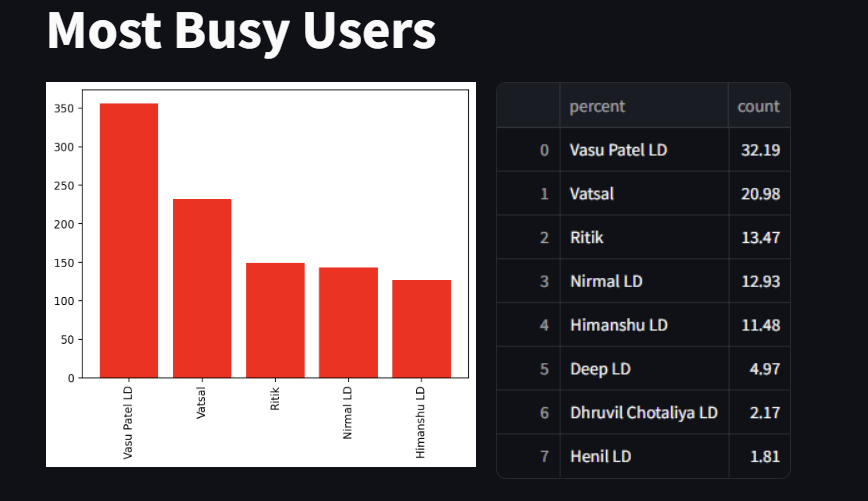 Most Busy Users
350
300
250
200
150
100
50
0
Vasu Patel LD
Vatsal
Ritik
Nirmal LD
Himanshu LD
percent count
0 Vasu Patel LD 32.19
1 Vatsal 20.98
2 Ritik 13.47
3 Nirmal LD 12.93
4 Himanshu LD 11.48
5 Deep LD 4.97
6 Dhruvil Chotaliya LD 2.17
7 Henil LD 1.81